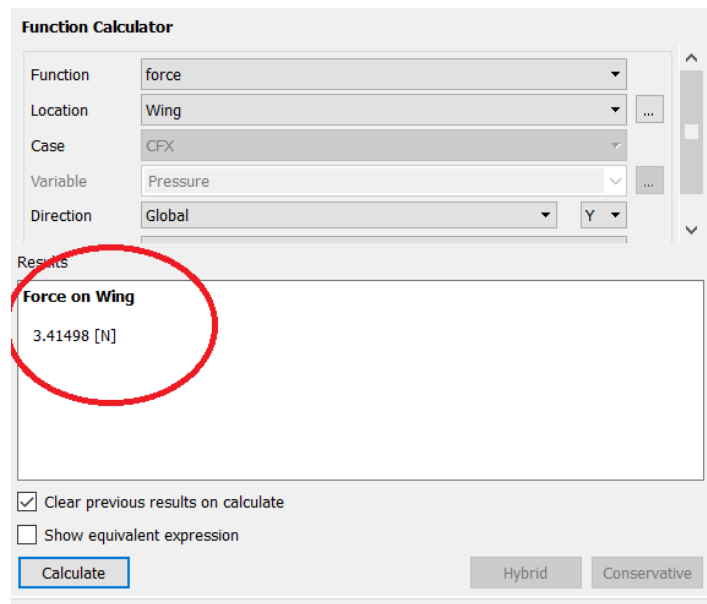 Function Calculator
Function force
Location Wing ...
Case CFX
Variable Pressure ...
Direction Global Y
Results
Force on Wing
3.41498 [N]
Clear previous results on calculate
Show equivalent expression
Calculate Hybrid Conservative